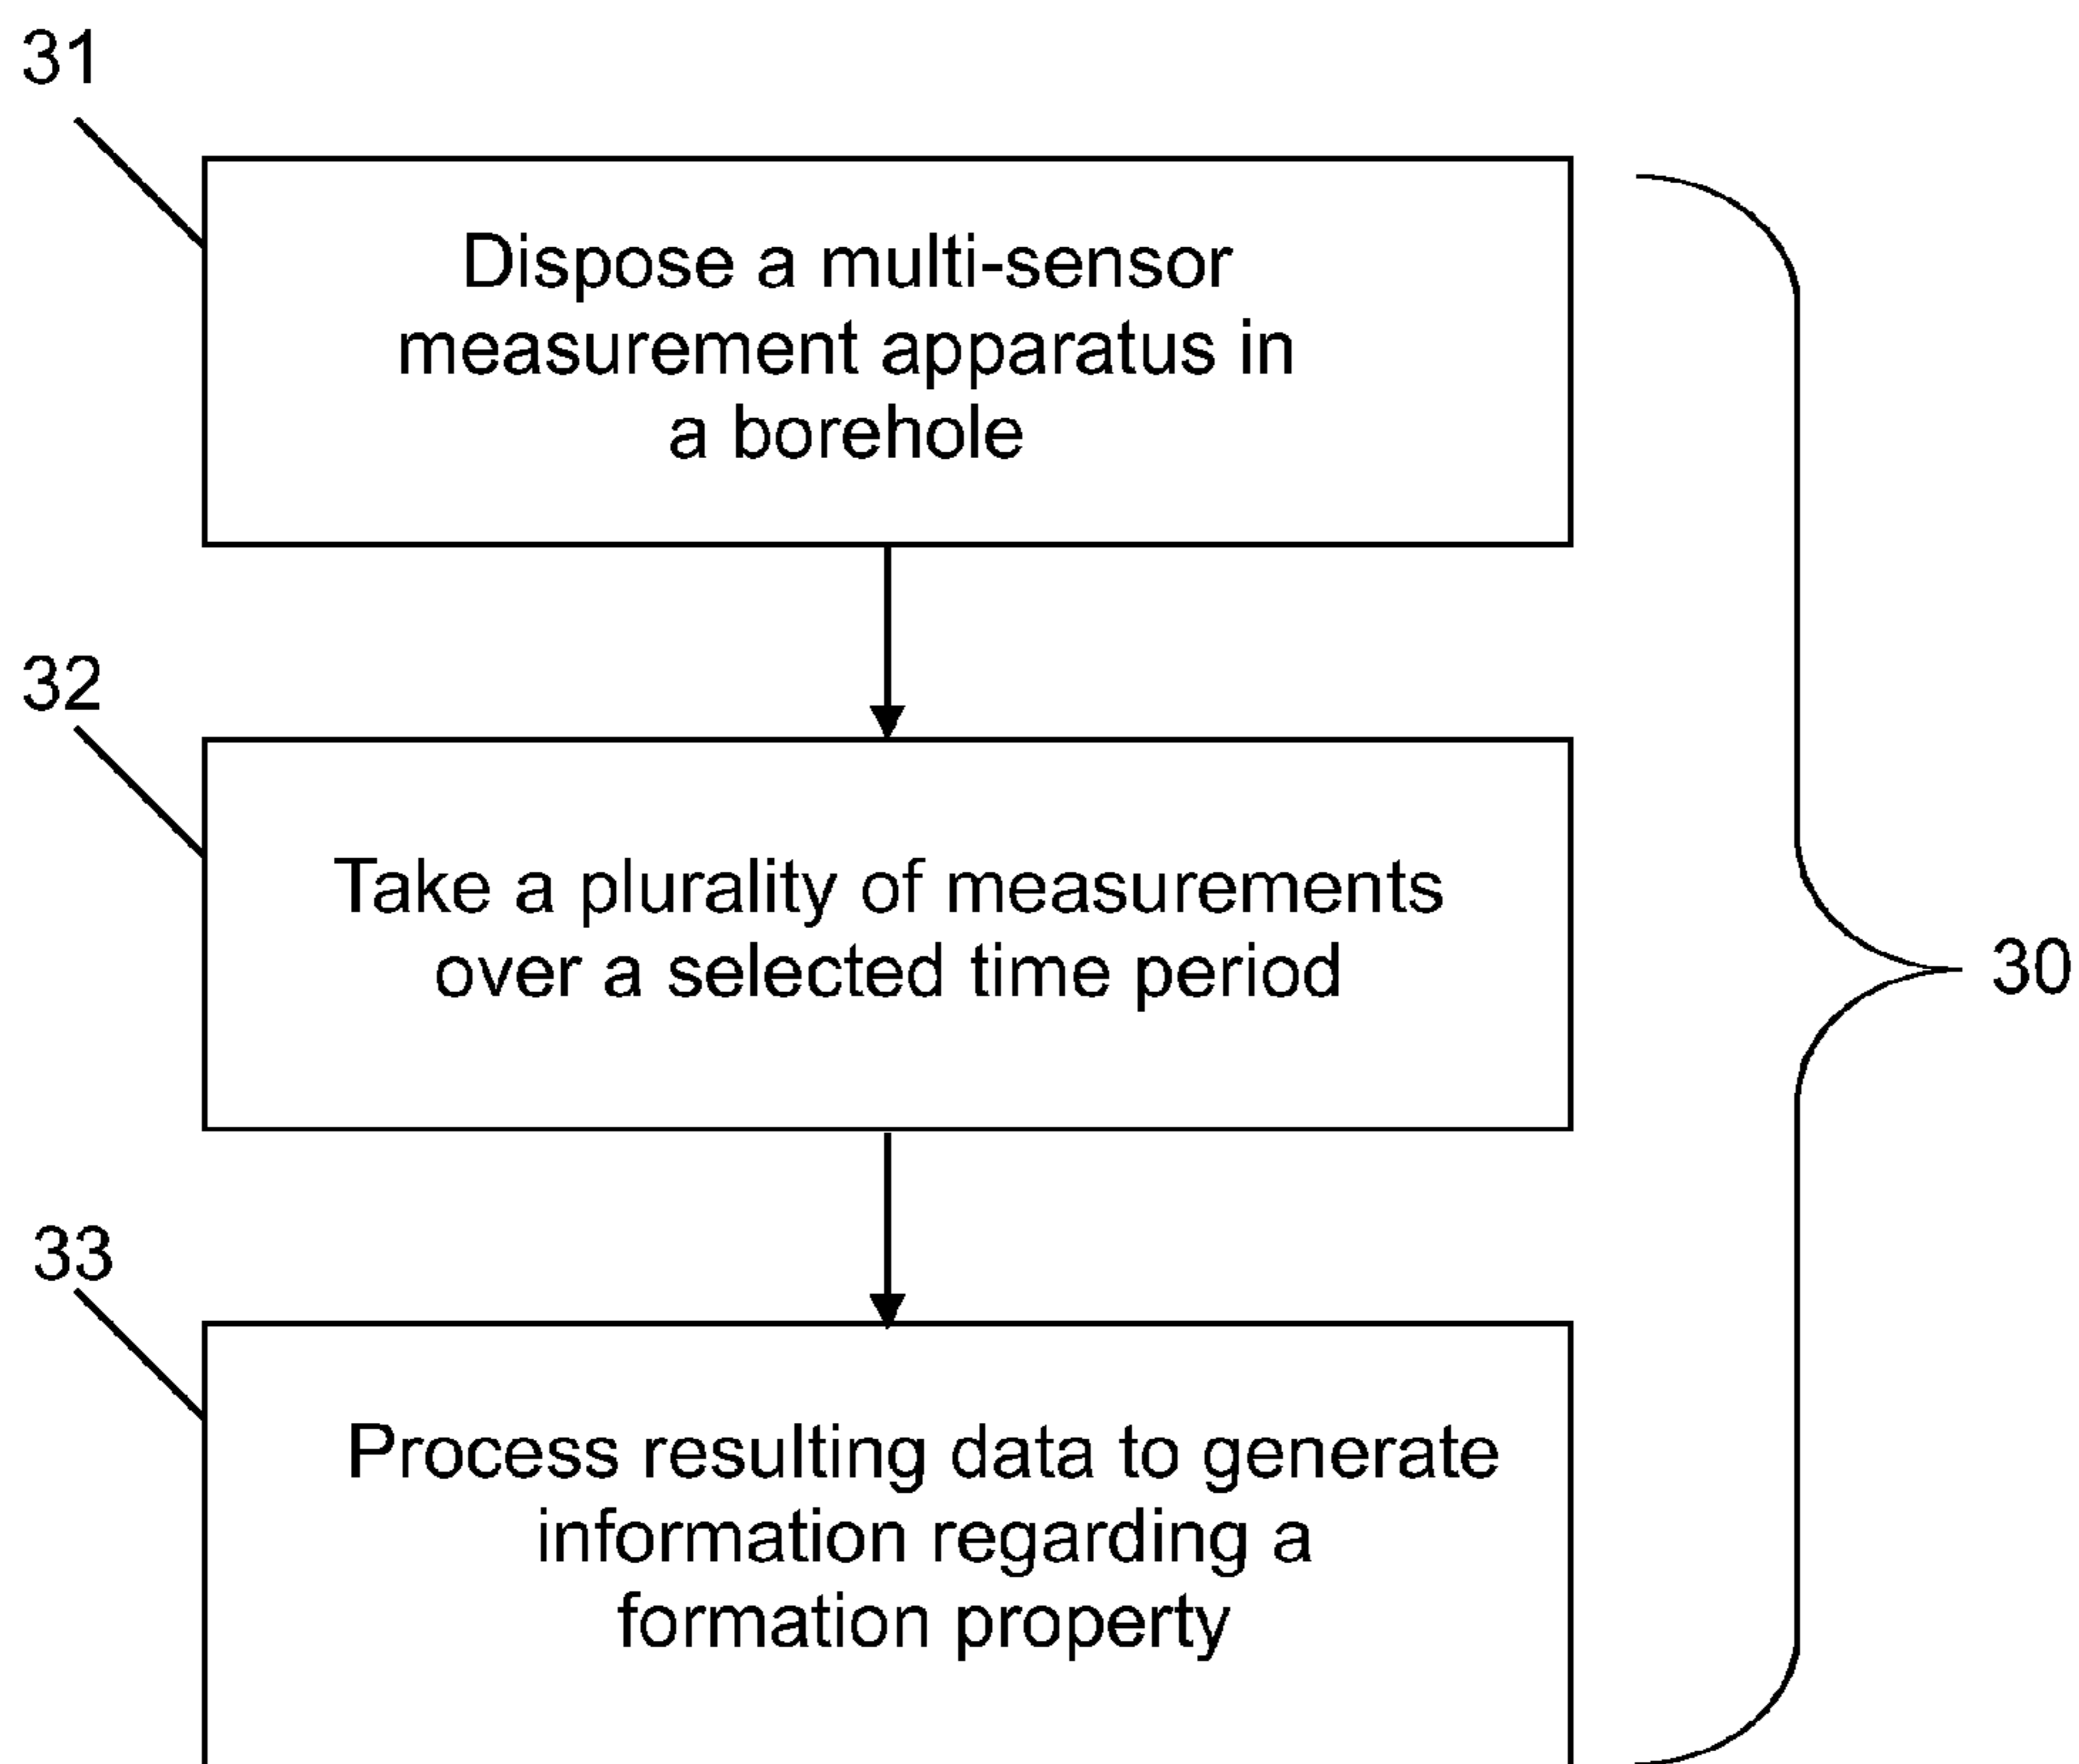 31
Dispose a multi-sensor
measurement apparatus in
a borehole
32
Take a plurality of measurements
over a selected time period
30
33
Process resulting data to generate
information regarding a
formation property